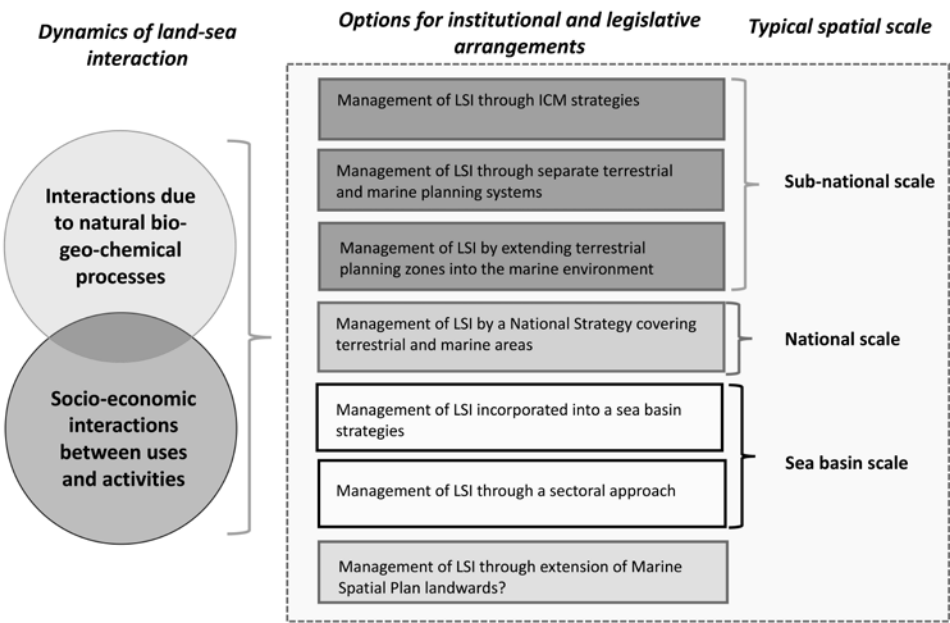 Dynamics of land-sea
interaction
Options for institutional and legislative
arrangements
Typical spatial scale
Interactions due
to natural bio-
geo-chemical
processes
Socio-economic
interactions
between uses
and activities
Management of LSI through ICM strategies
Management of LSI through separate terrestrial
and marine planning systems
Management of LSI by extending terrestrial
planning zones into the marine environment
Sub-national scale
Management of LSI by a National Strategy covering
terrestrial and marine areas
National scale
Management of LSI incorporated into a sea basin
strategies
Management of LSI through a sectoral approach
Sea basin scale
Management of LSI through extension of Marine
Spatial Plan landwards?